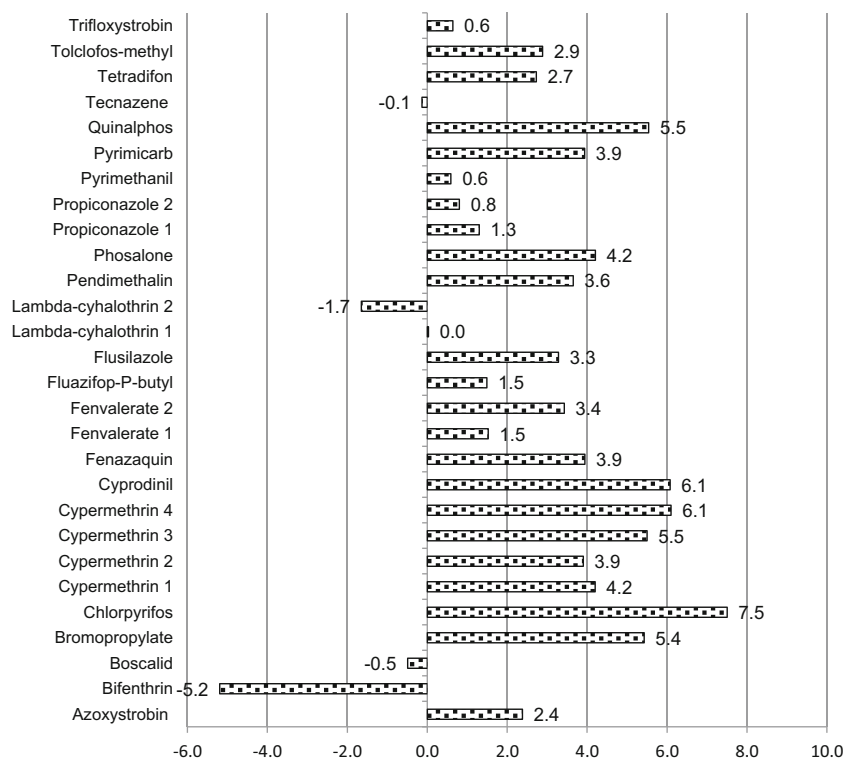 Trifloxystrobin 0.6
Tolclofos-methyl 2.9
Tetradifon 2.7
Tecnazene -0.1
Quinalphos 5.5
Pyrimicarb 3.9
Pyrimethanil 0.6
Propiconazole 2 0.8
Propiconazole 1 1.3
Phosalone 4.2
Pendimethalin 3.6
Lambda-cyhalothrin 2 -1.7
Lambda-cyhalothrin 1 0.0
Flusilazole 3.3
Fluazifop-P-butyl 1.5
Fenvalerate 2 3.4
Fenvalerate 1 1.5
Fenazaquin 3.9
Cyprodinil 6.1
Cypermethrin 4 6.1
Cypermethrin 3 5.5
Cypermethrin 2 3.9
Cypermethrin 1 4.2
Chlorpyrifos 7.5
Bromopropylate 5.4
Boscalid -0.5
Bifenthrin -5.2
Azoxystrobin 2.4
-6.0 -4.0 -2.0 0.0 2.0 4.0 6.0 8.0 10.0